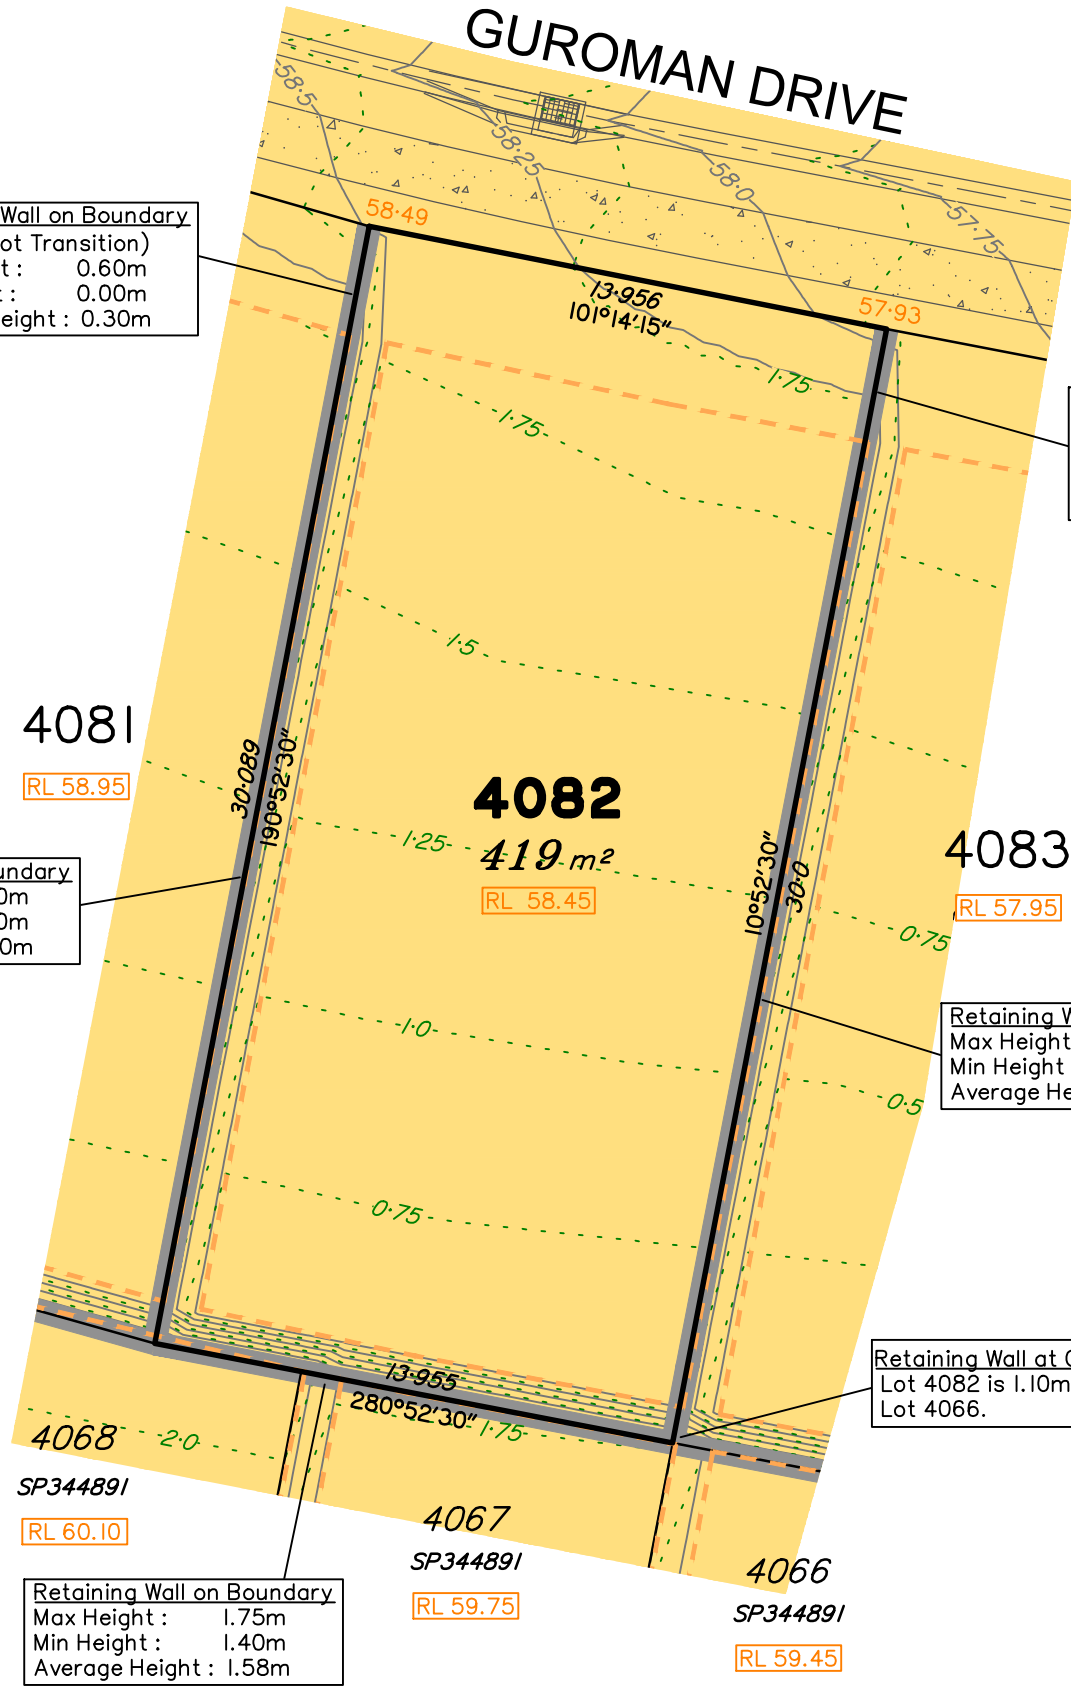 GUROMAN DRIVE
58·5
58·25
58·0
57·75
58·49
57·93
Wall on Boundary
ot Transition)
t : 0.60m
: 0.00m
eight : 0.30m
13·956
101°14'15"
1·75
1·75
1·5
4081
RL 58.95
30·089
190°52'30"
4082
419 m²
RL 58.45
1·25
10°52'30"
30·0
4083
RL 57.95
0·75
undary
0m
0m
0m
1·0
0·5
Retaining W
Max Height
Min Height
Average He
0·75
13·955
280°52'30"
1·75
2·0
Retaining Wall at
Lot 4082 is 1.10m
Lot 4066.
4068
SP344891
RL 60.10
4067
SP344891
RL 59.75
4066
SP344891
RL 59.45
Retaining Wall on Boundary
Max Height : 1.75m
Min Height : 1.40m
Average Height : 1.58m